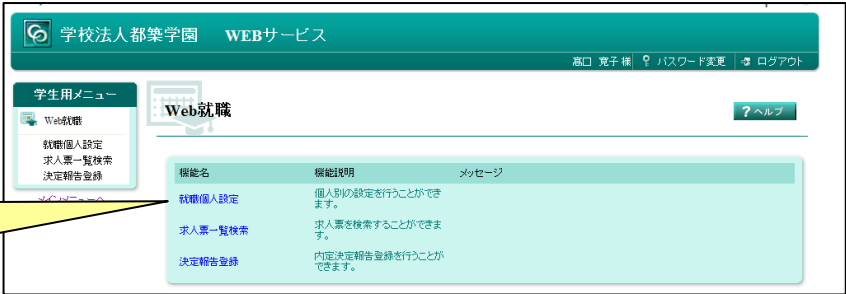 学校法人都築学園 WEBサービス
高口 寛子 様 パスワード変更 ログアウト
学生用メニュー
Web就職
就職個人設定
求人票一覧検索
決定報告登録
メインメニューへ
Web就職
?ヘルプ
機能名 機能説明 メッセージ
就職個人設定 個人別の設定を行うことができ
ます。
求人票一覧検索 求人票を検索することができま
す。
決定報告登録 内定決定報告登録を行うことが
できます。